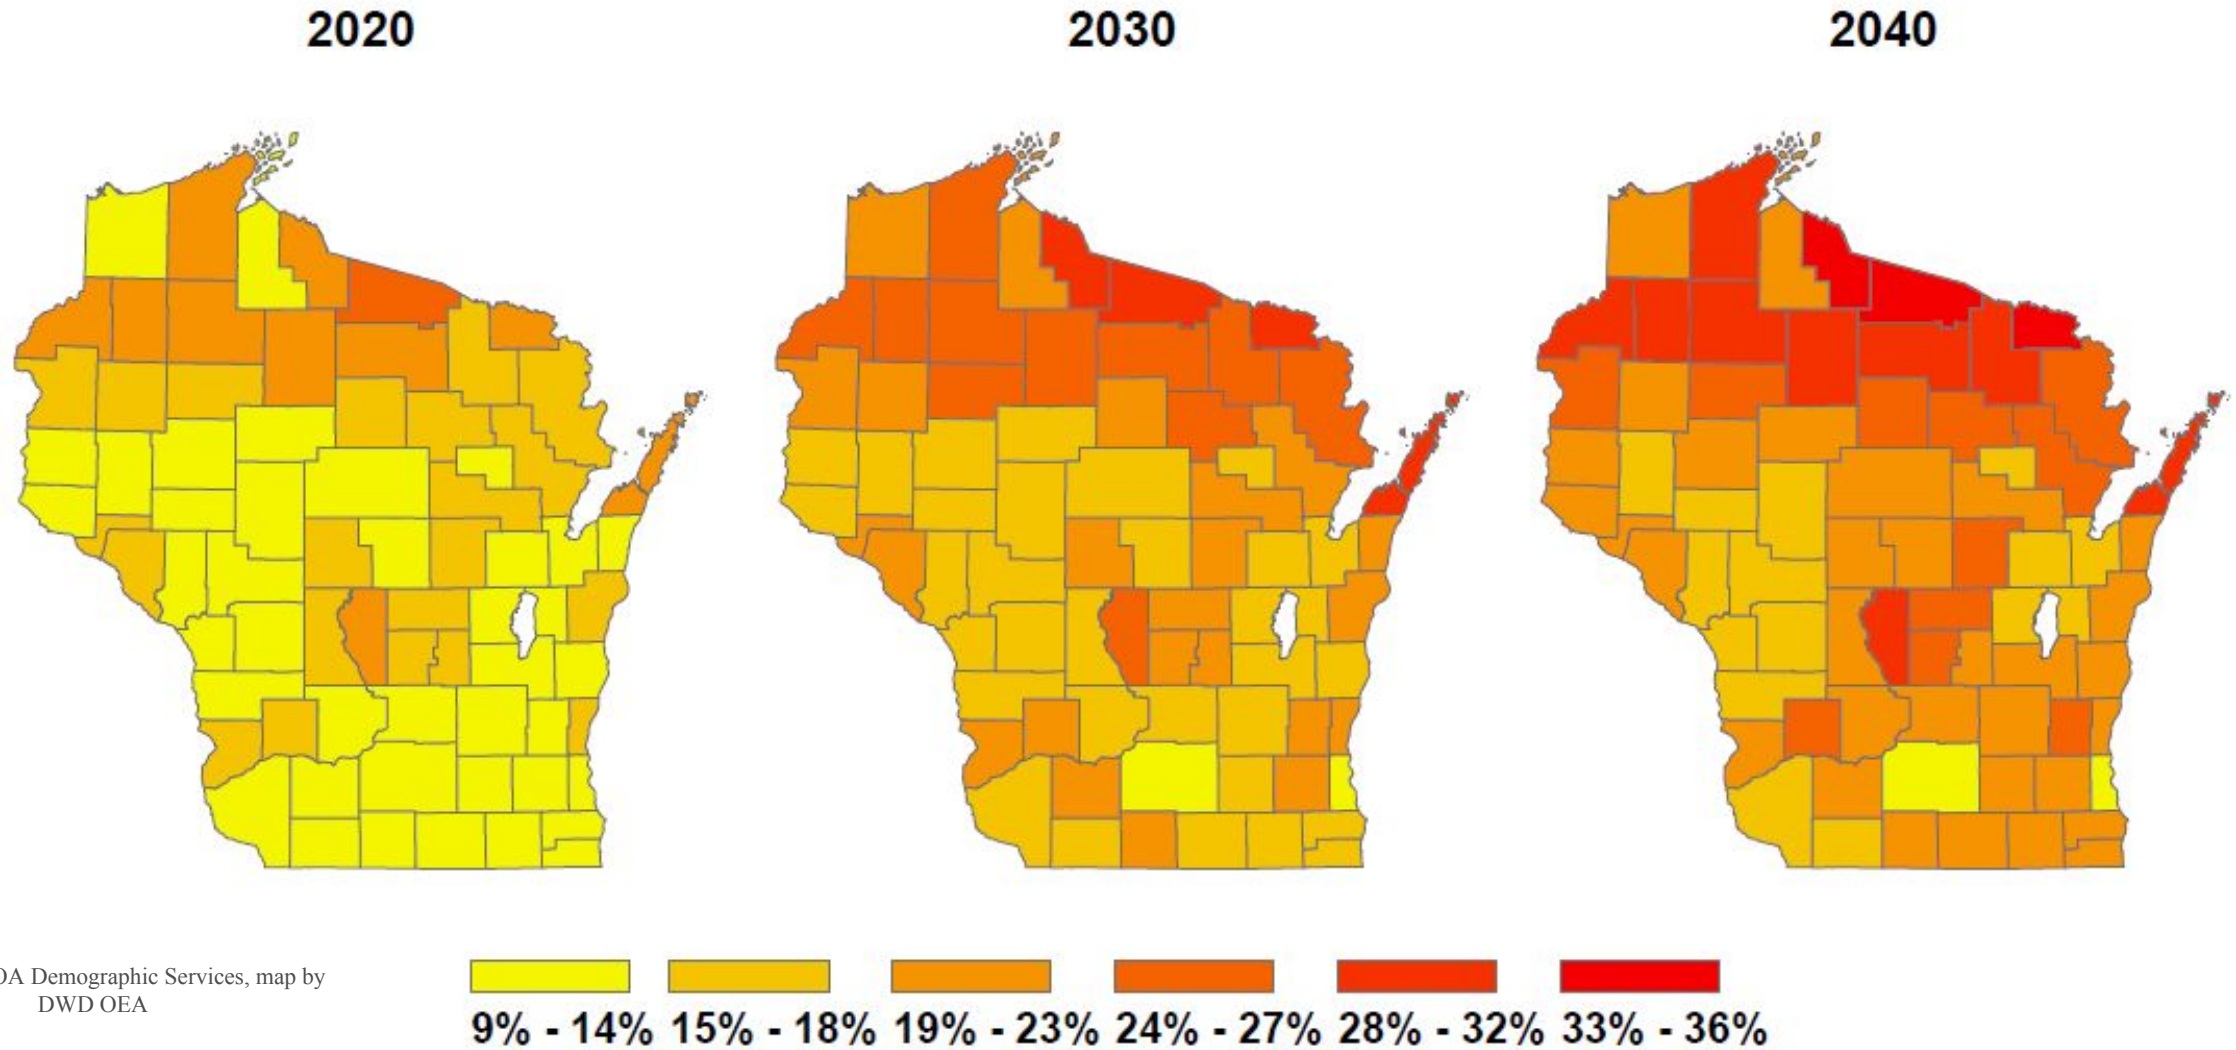 2020 2030 2040
OA Demographic Services, map by
DWD OEA
9% - 14% 15% - 18% 19% - 23% 24% - 27% 28% - 32% 33% - 36%